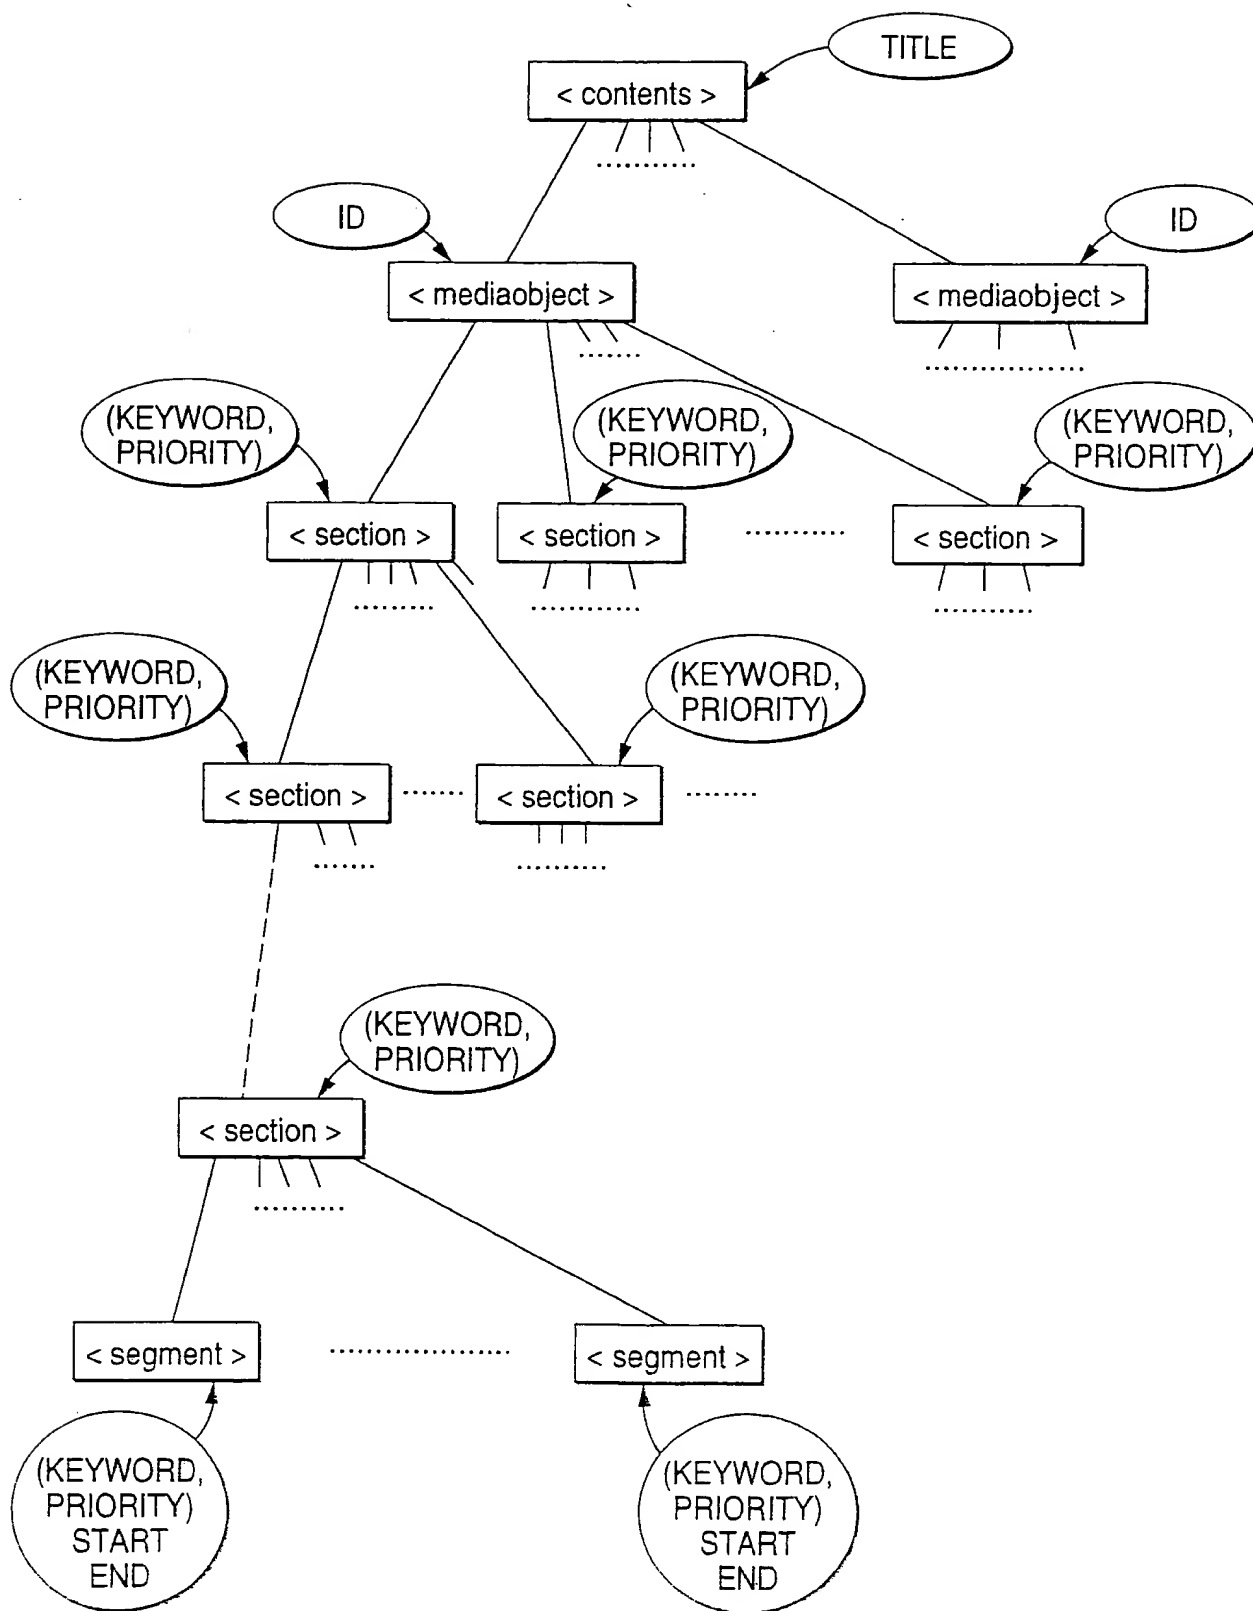 TITLE
< contents >
ID
ID
< mediaobject >
< mediaobject >
(KEYWORD,
PRIORITY)
(KEYWORD,
PRIORITY)
(KEYWORD,
PRIORITY)
< section >
< section >
< section >
(KEYWORD,
PRIORITY)
(KEYWORD,
PRIORITY)
< section >
< section >
(KEYWORD,
PRIORITY)
< section >
< segment >
< segment >
(KEYWORD,
PRIORITY)
START
END
(KEYWORD,
PRIORITY)
START
END